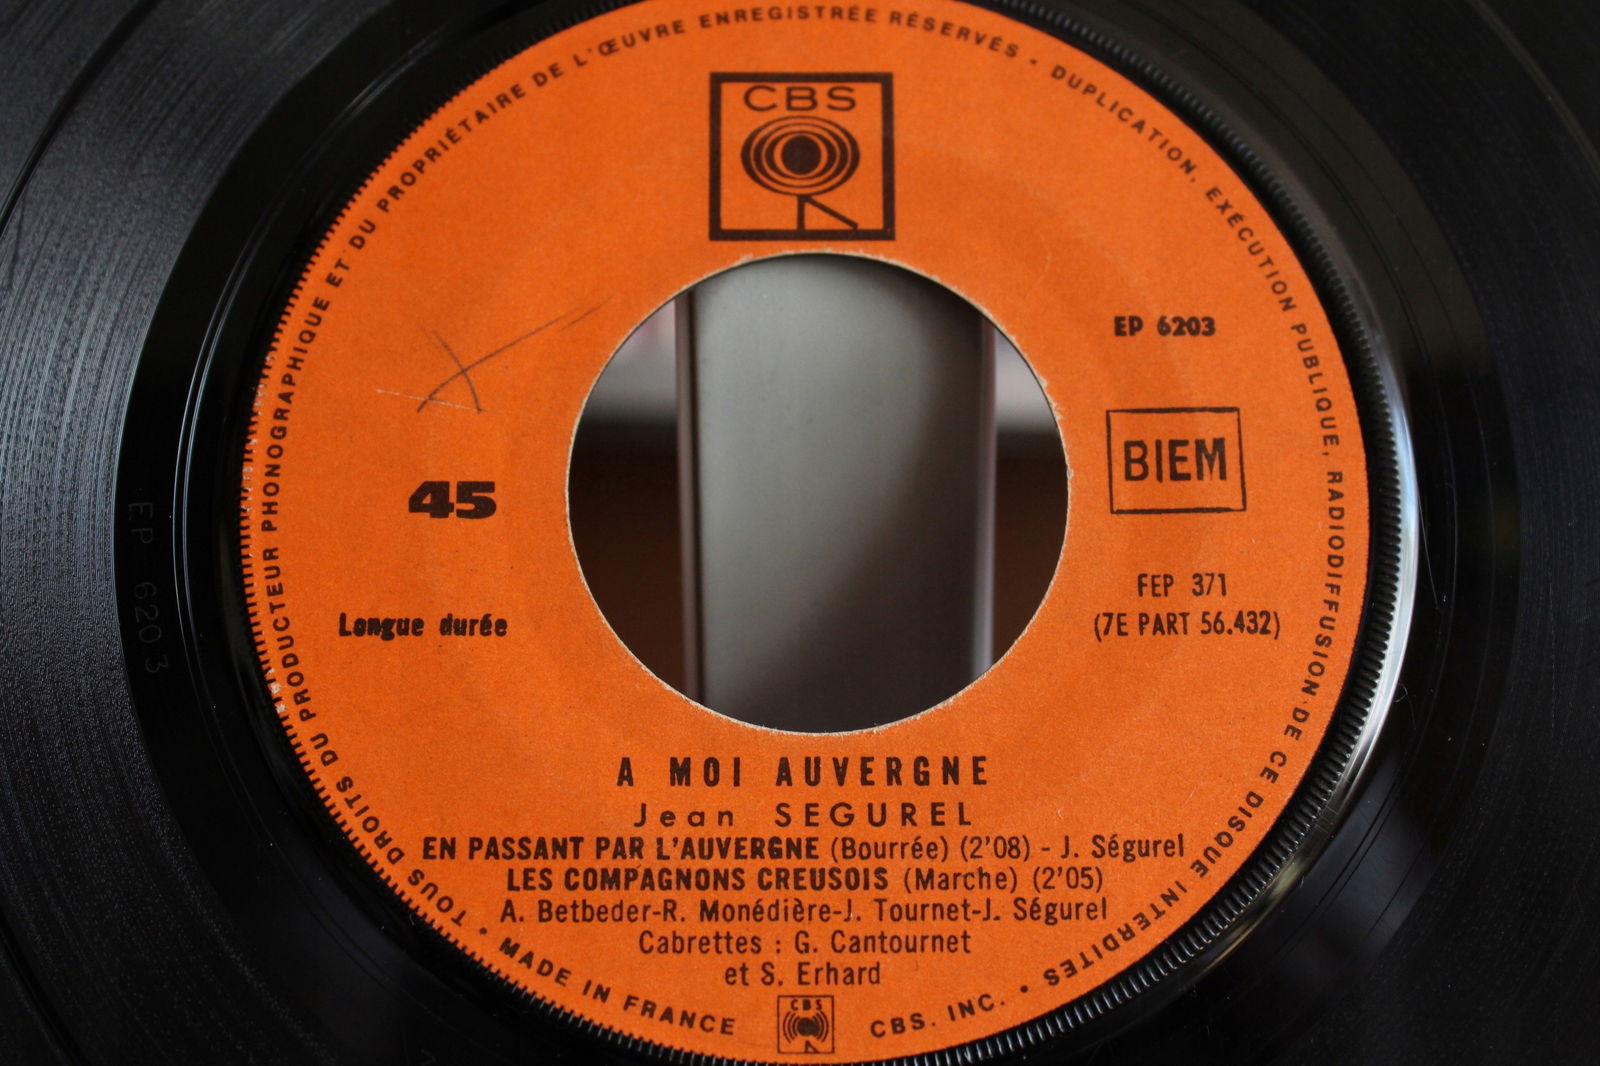 TOUS DROITS DU PRODUCTEUR PHONOGRAPHIQUE ET DU PROPRIÉTAIRE DE L'ŒUVRE ENREGISTRÉE RÉSERVÉS • DUPLICATION, EXÉCUTION PUBLIQUE, RADIODIFFUSION DE CE DISQUE INTERDITES •
CBS
EP 6203
BIEM
45
FEP 371
Longue durée
(7E PART 56.432)
EP 6203
A MOI AUVERGNE
Jean SEGUREL
EN PASSANT PAR L'AUVERGNE (Bourrée) (2'08) - J. Ségurel
LES COMPAGNONS CREUSOIS (Marche) (2'05)
A. Betbeder-R. Monédière-J. Tournet-J. Ségurel
Cabrettes : G. Cantournet
et S. Erhard
• MADE IN FRANCE
CBS
CBS. INC.